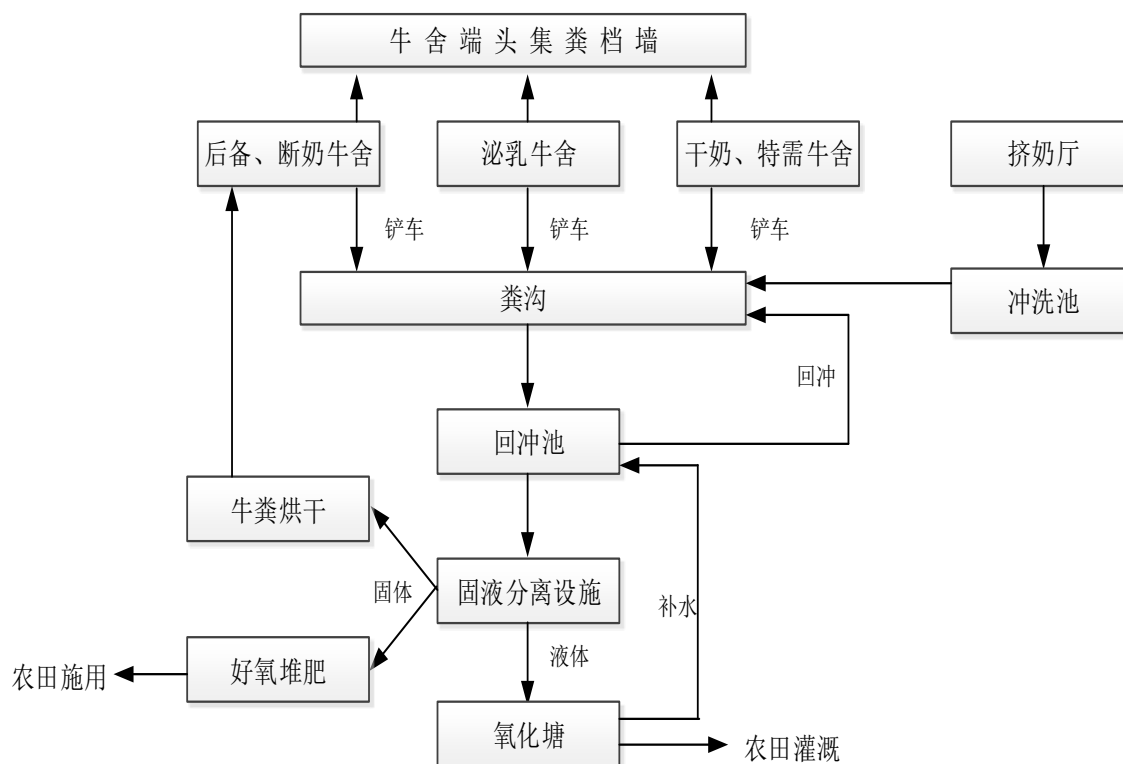 牛舍端头集粪档墙
后备、断奶牛舍
泌乳牛舍
干奶、特需牛舍
挤奶厅
铲车
铲车
铲车
粪沟
冲洗池
回冲
回冲池
牛粪烘干
固体
固液分离设施
补水
液体
好氧堆肥
农田施用
氧化塘
农田灌溉